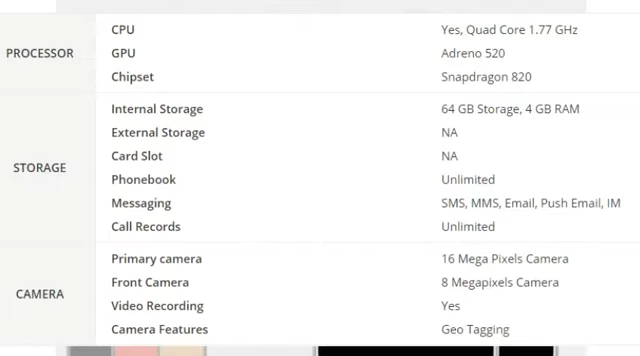 PROCESSOR
CPU Yes, Quad Core 1.77 GHz
GPU Adreno 520
Chipset Snapdragon 820
STORAGE
Internal Storage 64 GB Storage, 4 GB RAM
External Storage NA
Card Slot NA
Phonebook Unlimited
Messaging SMS, MMS, Email, Push Email, IM
Call Records Unlimited
CAMERA
Primary camera 16 Mega Pixels Camera
Front Camera 8 Megapixels Camera
Video Recording Yes
Camera Features Geo Tagging